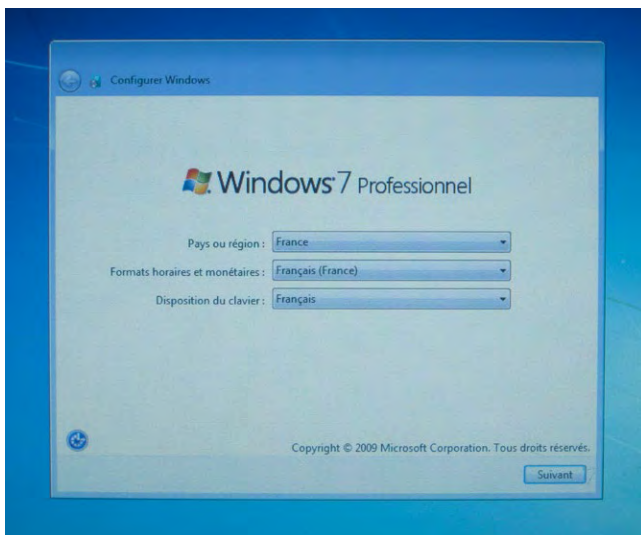 Configurer Windows
Windows 7 Professionnel
Pays ou région : France
Formats horaires et monétaires : Français (France)
Disposition du clavier : Français
Copyright © 2009 Microsoft Corporation. Tous droits réservés.
Suivant